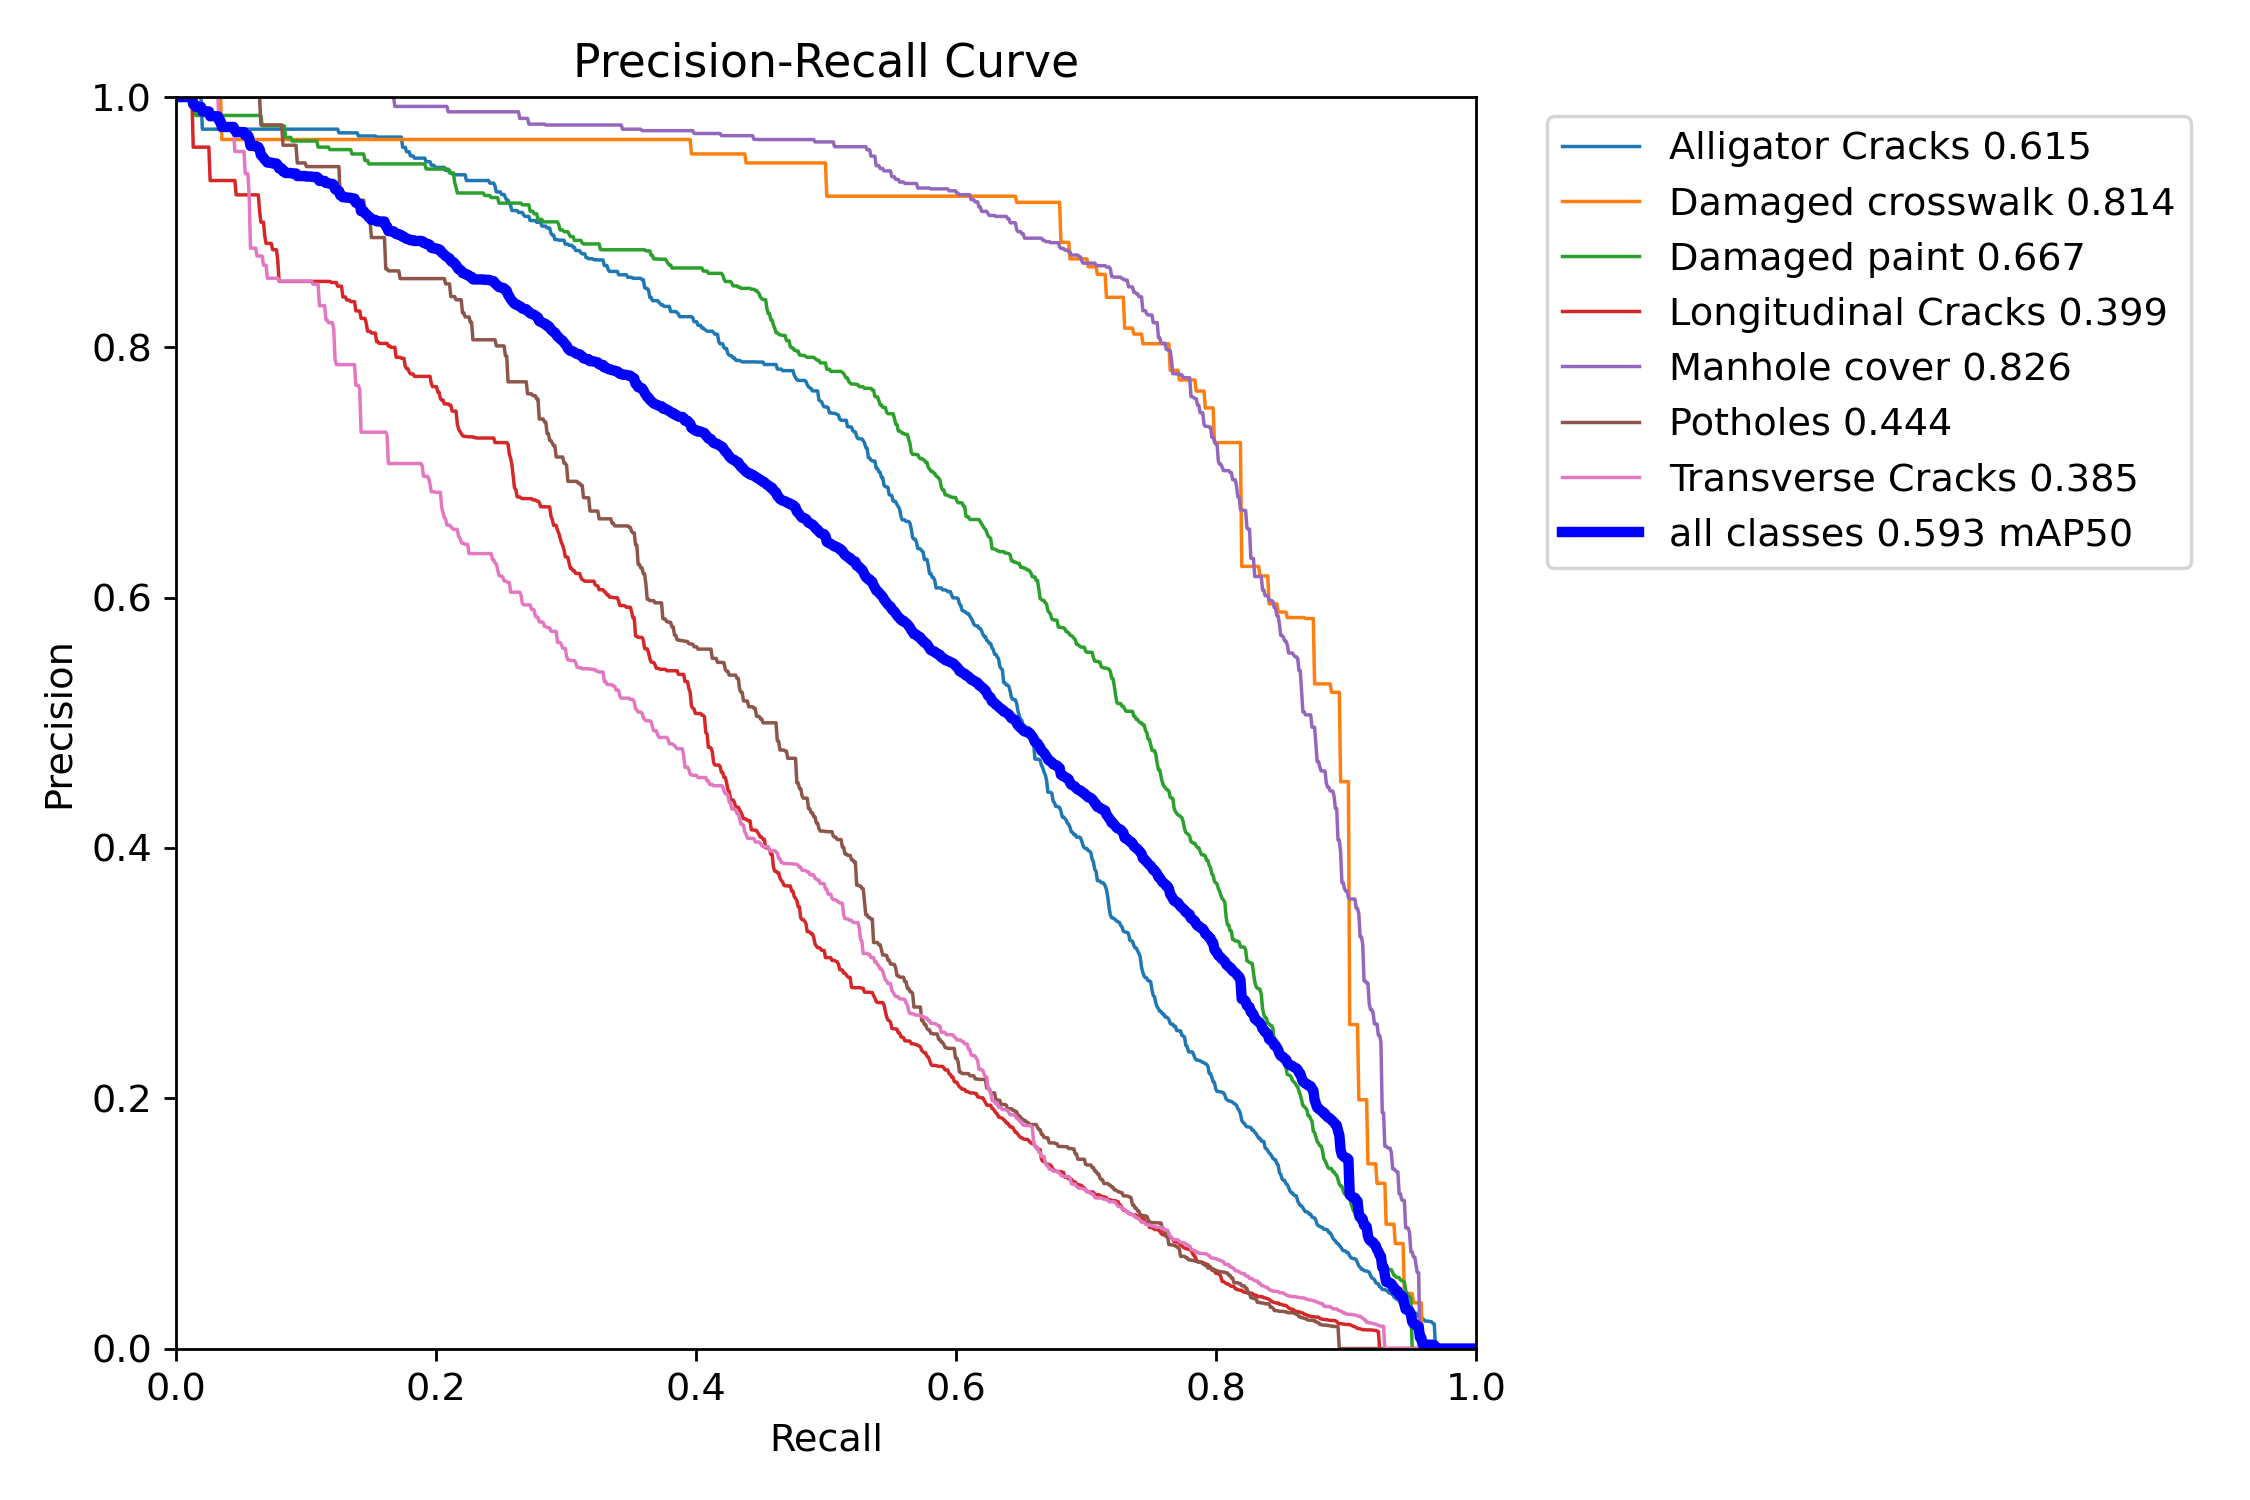 Precision-Recall Curve
1.0
0.8
0.6
0.4
0.2
0.0
Precision
0.0 0.2 0.4 0.6 0.8 1.0
Recall
Alligator Cracks 0.615
Damaged crosswalk 0.814
Damaged paint 0.667
Longitudinal Cracks 0.399
Manhole cover 0.826
Potholes 0.444
Transverse Cracks 0.385
all classes 0.593 mAP50